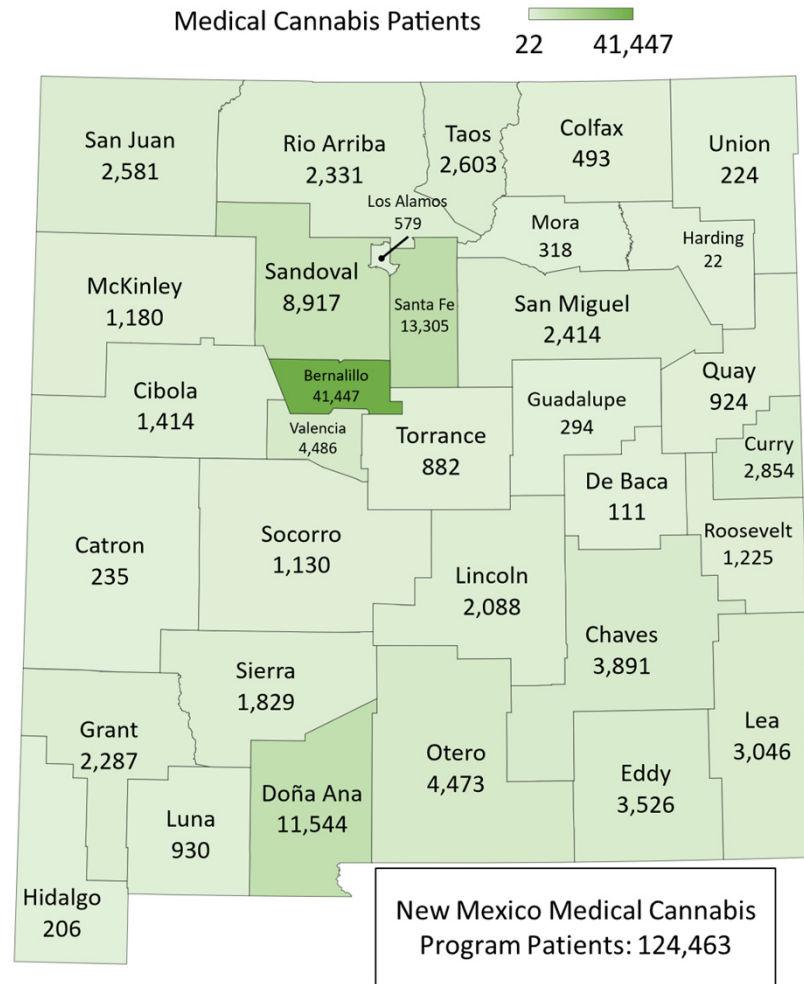 Medical Cannabis Patients
22 41,447
San Juan
2,581
Rio Arriba
2,331
Taos
2,603
Colfax
493
Union
224
Los Alamos
579
Mora
318
Harding
22
McKinley
1,180
Sandoval
8,917
Santa Fe
13,305
San Miguel
2,414
Quay
924
Cibola
1,414
Bernalillo
41,447
Valencia
4,486
Torrance
882
Guadalupe
294
Curry
2,854
De Baca
111
Roosevelt
1,225
Catron
235
Socorro
1,130
Lincoln
2,088
Chaves
3,891
Sierra
1,829
Grant
2,287
Lea
3,046
Otero
4,473
Eddy
3,526
Doña Ana
11,544
Luna
930
Hidalgo
206
New Mexico Medical Cannabis
Program Patients: 124,463